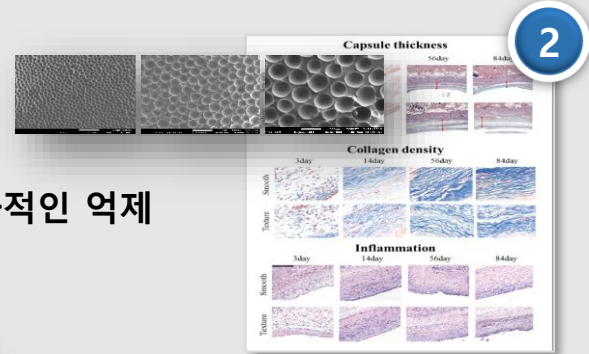 2
Capsule thickness
56day 84day
Collagen density
3day 14day 56day 84day
Smooth
Texture
적인 억제
Inflammation
3day 14day 56day 84day
Smooth
Texture